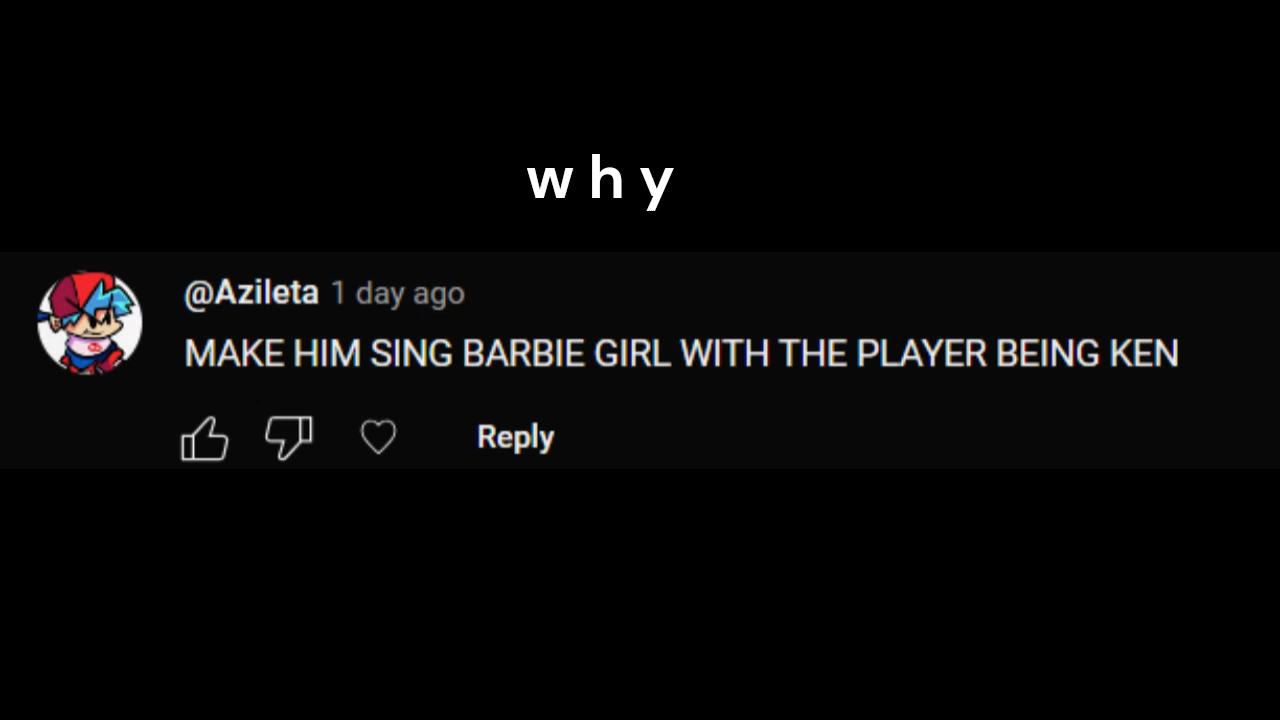 w h y
@Azileta 1 day ago
MAKE HIM SING BARBIE GIRL WITH THE PLAYER BEING KEN
Reply